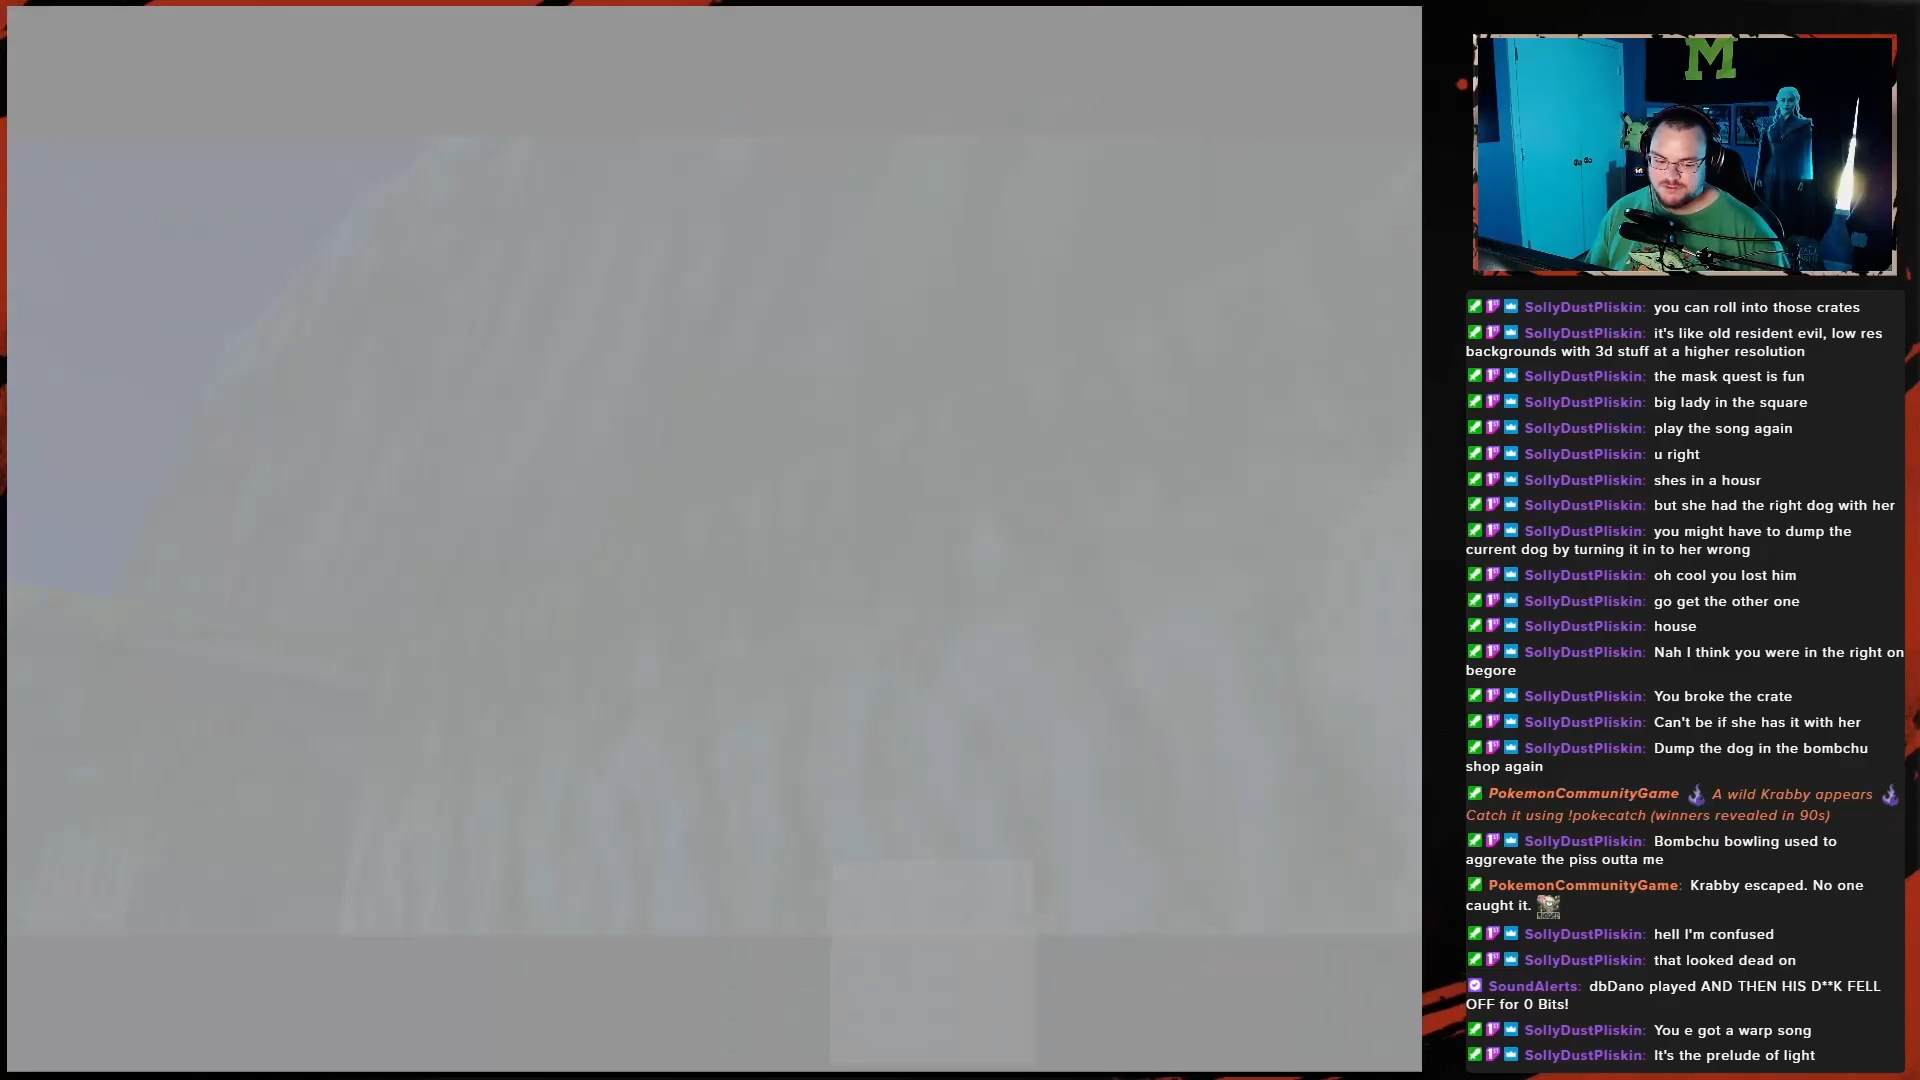 M
SollyDustPliskin: you can roll into those crates
SollyDustPliskin: it's like old resident evil, low res
backgrounds with 3d stuff at a higher resolution
SollyDustPliskin: the mask quest is fun
SollyDustPliskin: big lady in the square
SollyDustPliskin: play the song again
SollyDustPliskin: u right
SollyDustPliskin: shes in a housr
SollyDustPliskin: but she had the right dog with her
SollyDustPliskin: you might have to dump the
current dog by turning it in to her wrong
SollyDustPliskin: oh cool you lost him
SollyDustPliskin: go get the other one
SollyDustPliskin: house
SollyDustPliskin: Nah I think you were in the right on
begore
SollyDustPliskin: You broke the crate
SollyDustPliskin: Can't be if she has it with her
SollyDustPliskin: Dump the dog in the bombchu
shop again
PokemonCommunityGame A wild Krabby appears
Catch it using !pokecatch (winners revealed in 90s)
SollyDustPliskin: Bombchu bowling used to
aggrevate the piss outta me
PokemonCommunityGame: Krabby escaped. No one
caught it.
SollyDustPliskin: hell I'm confused
SollyDustPliskin: that looked dead on
SoundAlerts: dbDano played AND THEN HIS D**K FELL
OFF for 0 Bits!
SollyDustPliskin: You e got a warp song
SollyDustPliskin: It's the prelude of light